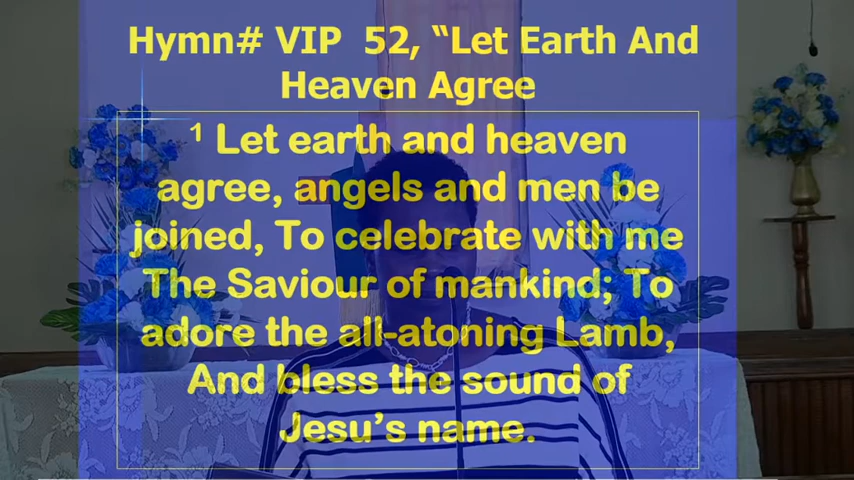 Hymn# VIP 52, “Let Earth And
Heaven Agree
1 Let earth and heaven
agree, angels and men be
joined, To celebrate with me
The Saviour of mankind; To
adore the all-atoning Lamb,
And bless the sound of
Jesu’s name.